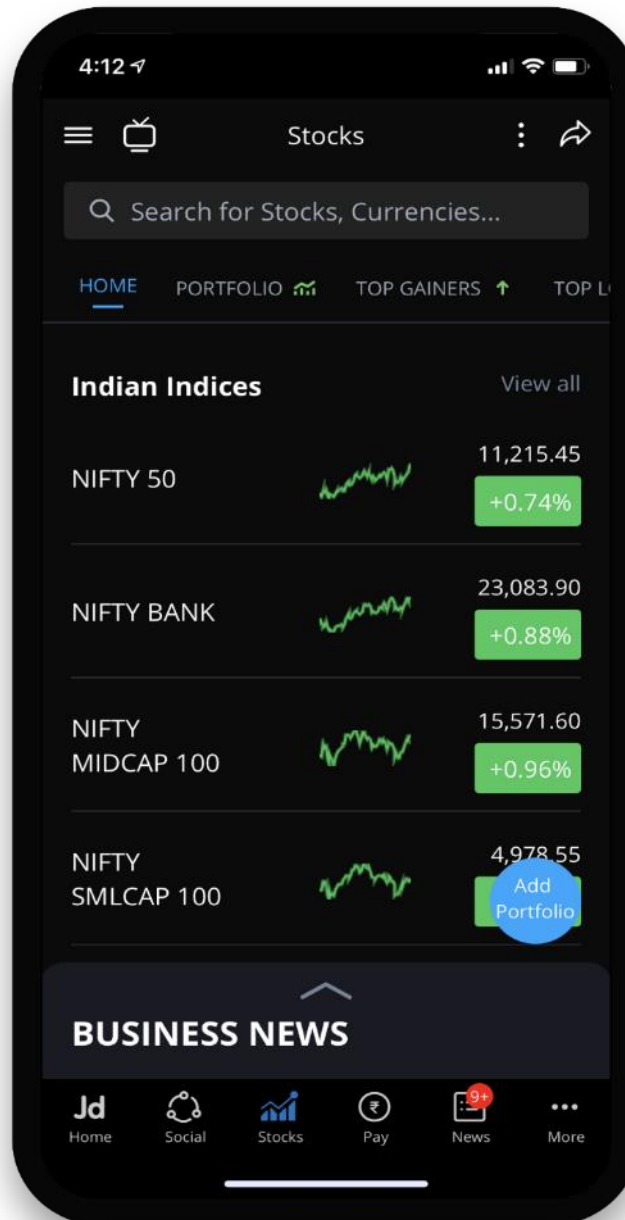 4:12
Stocks
Search for Stocks, Currencies...
HOME PORTFOLIO TOP GAINERS TOP L
Indian Indices View all
NIFTY 50
11,215.45
+0.74%
NIFTY BANK
23,083.90
+0.88%
NIFTY
MIDCAP 100
15,571.60
+0.96%
NIFTY
SMLCAP 100
4,978.55
Add
Portfolio
BUSINESS NEWS
Jd ₹ 9+
Home Social Stocks Pay News More